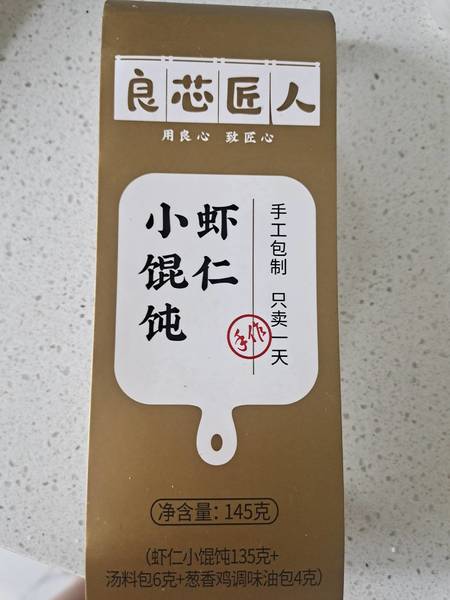 良芯匠人
用良心 致匠心
虾仁
小馄饨
手工包制 只卖一天
手作
净含量：145克
（虾仁小馄饨135克+
汤料包6克+葱香鸡调味油包4克）